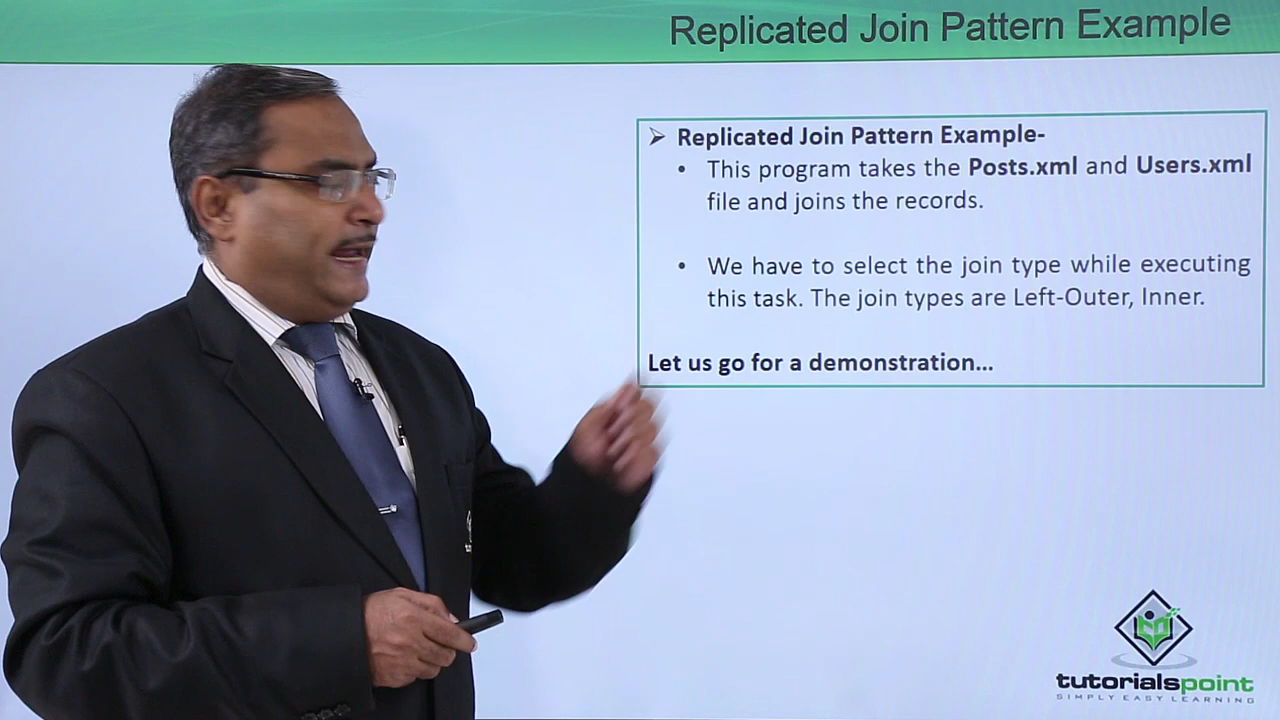 Replicated Join Pattern Example
➢ Replicated Join Pattern Example-
• This program takes the Posts.xml and Users.xml
file and joins the records.
• We have to select the join type while executing
this task. The join types are Left-Outer, Inner.
Let us go for a demonstration...
tutorialspoint
SIMPLY EASY LEARNING